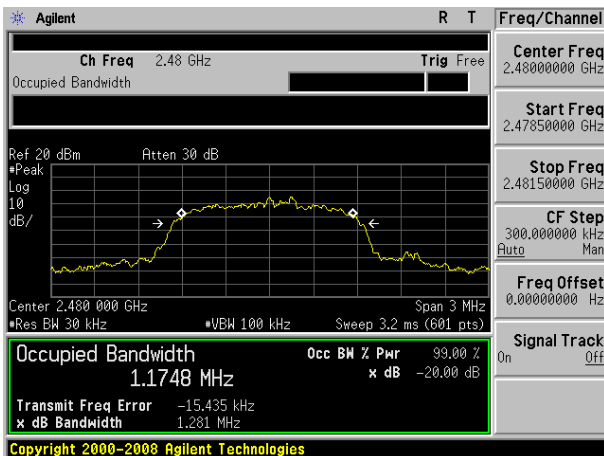 Agilent R T
Freq/Channel
Ch Freq 2.48 GHz Trig Free
Occupied Bandwidth
Center Freq
2.48000000 GHz
Start Freq
2.47850000 GHz
Stop Freq
2.48150000 GHz
CF Step
300.000000 kHz
Auto Man
Freq Offset
0.00000000 Hz
Signal Track
On Off
Ref 20 dBm Atten 30 dB
#Peak
Log
10
dB/
Center 2.480 000 GHz Span 3 MHz
#Res BW 30 kHz #VBW 100 kHz Sweep 3.2 ms (601 pts)
Occupied Bandwidth Occ BW % Pwr 99.00 %
1.1748 MHz x dB -20.00 dB
Transmit Freq Error -15.435 kHz
x dB Bandwidth 1.281 MHz
Copyright 2000-2008 Agilent Technologies